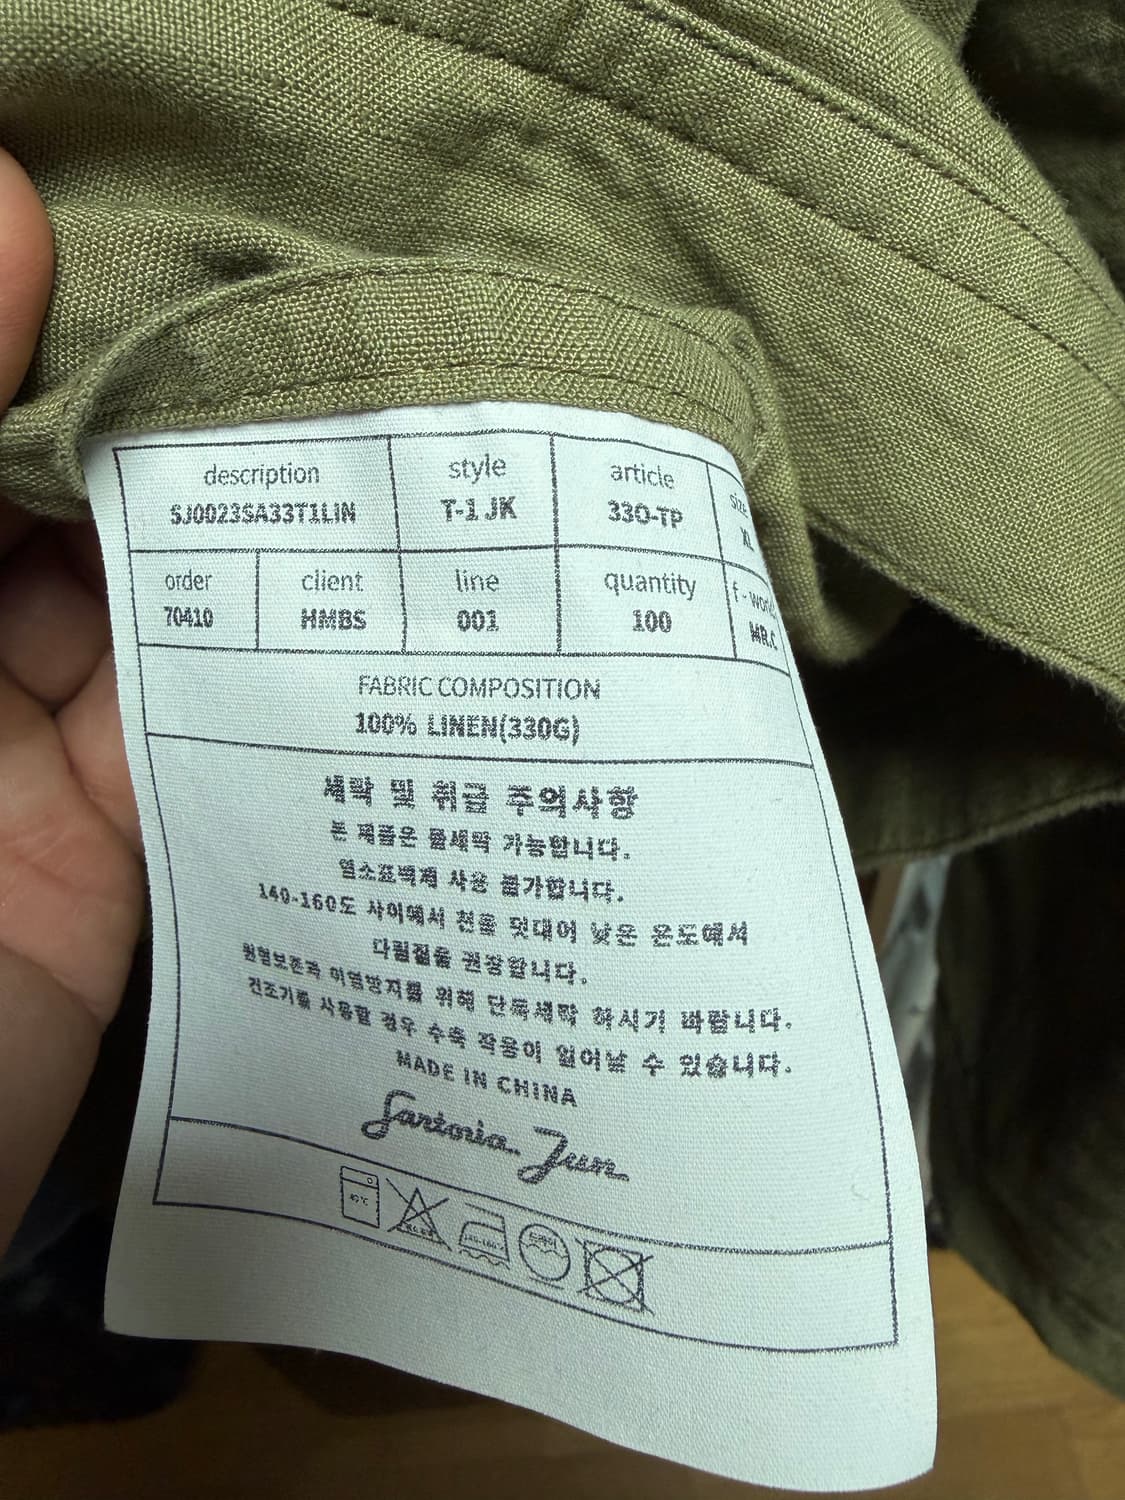 description style article size
SJ0023SA33T1LIN T-1 JK 330-TP XL
order client line quantity
70410 HMBS 001 100 MR.C
FABRIC COMPOSITION
100% LINEN(330G)
세탁 및 취급 주의사항
본 제품은 물세탁 가능합니다.
염소표백제 사용 불가합니다.
140-160도 사이에서 천을 덧대어 낮은 온도에서
다림질을 권장합니다.
원형보존과 이염방지를 위해 단독세탁 하시기 바랍니다.
건조기를 사용할 경우 수축 작용이 일어날 수 있습니다.
MADE IN CHINA
Sartoria Jun